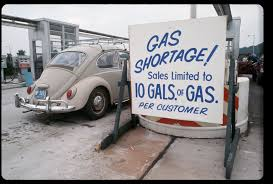 GAS
SHORTAGE!
Sales Limited to
10 GALS. OF GAS.
PER CUSTOMER